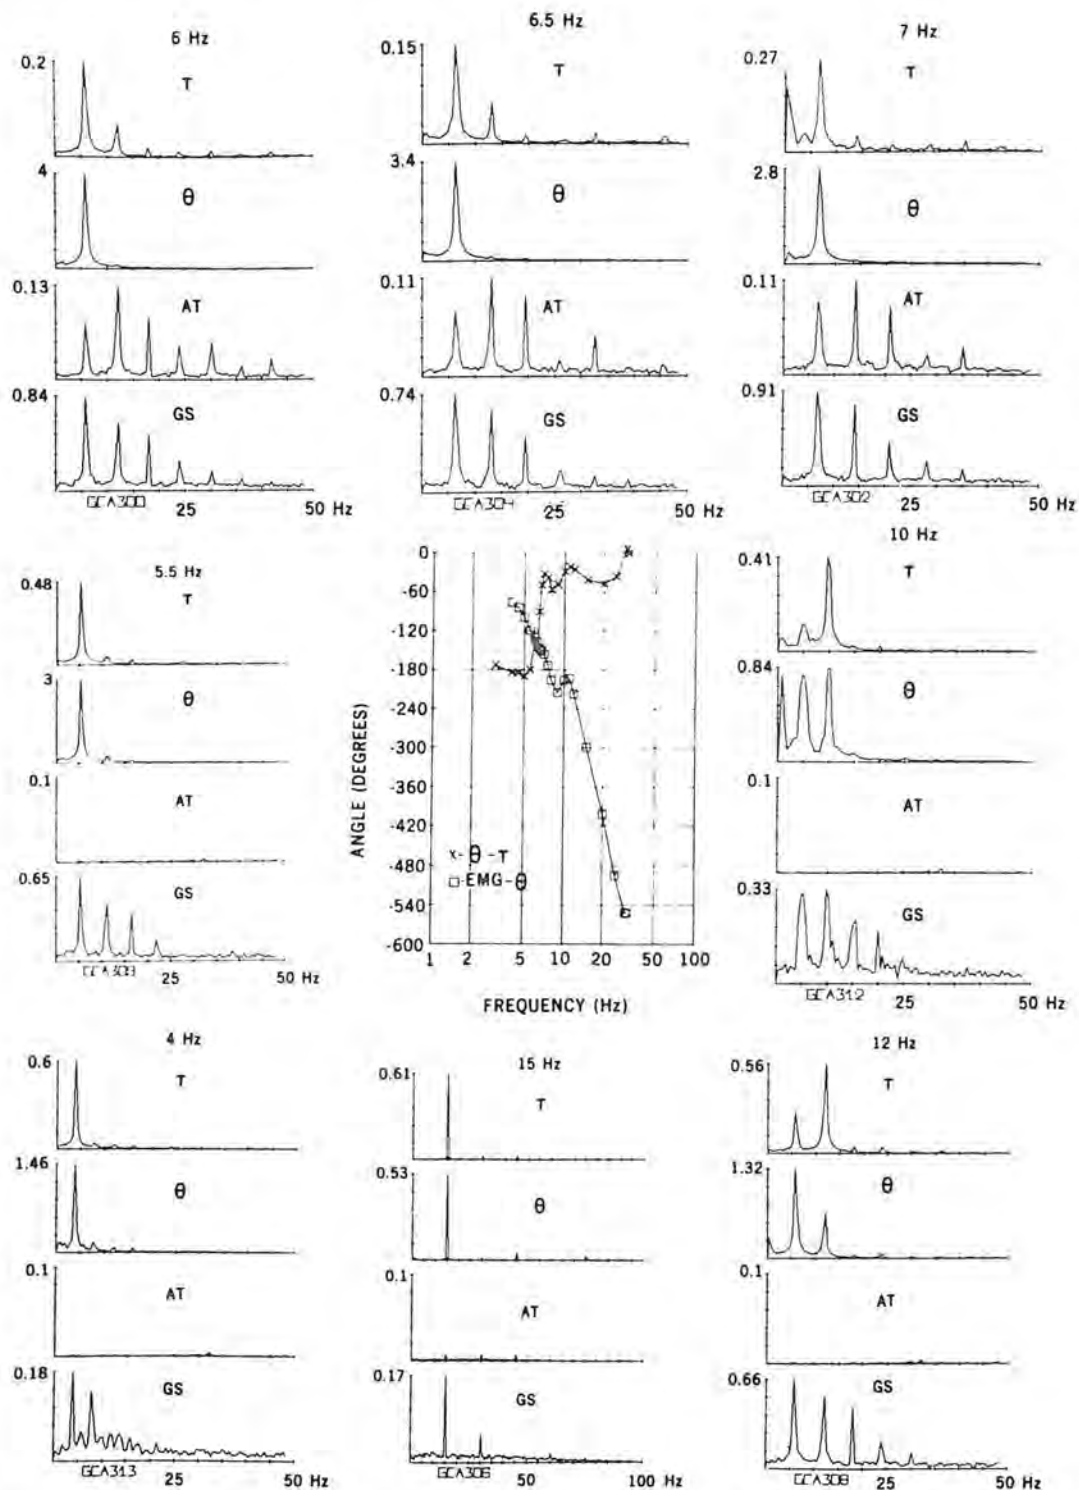 6 Hz
0.2
T
4
θ
0.13
AT
0.84
GS
GCA300
25
50 Hz
6.5 Hz
0.15
T
3.4
θ
0.11
AT
0.74
GS
GCA304
25
50 Hz
7 Hz
0.27
T
2.8
θ
0.11
AT
0.91
GS
GCA302
25
50 Hz
5.5 Hz
0.48
T
3
θ
0.1
AT
0.65
GS
25
50 Hz
0
-60
-120
-180
-240
-300
-360
-420
-480
-540
-600
ANGLE (DEGREES)
x-θ-T
□-EMG-θ
1
2
5
10
20
50
100
FREQUENCY (Hz)
10 Hz
0.41
T
0.84
θ
0.1
AT
0.33
GS
GCA312
25
50 Hz
4 Hz
0.6
T
1.46
θ
0.1
AT
0.18
GS
GCA313
25
50 Hz
15 Hz
0.61
T
0.53
θ
0.1
AT
0.17
GS
GCA306
50
100 Hz
12 Hz
0.56
T
1.32
θ
0.1
AT
0.66
GS
GCA308
25
50 Hz